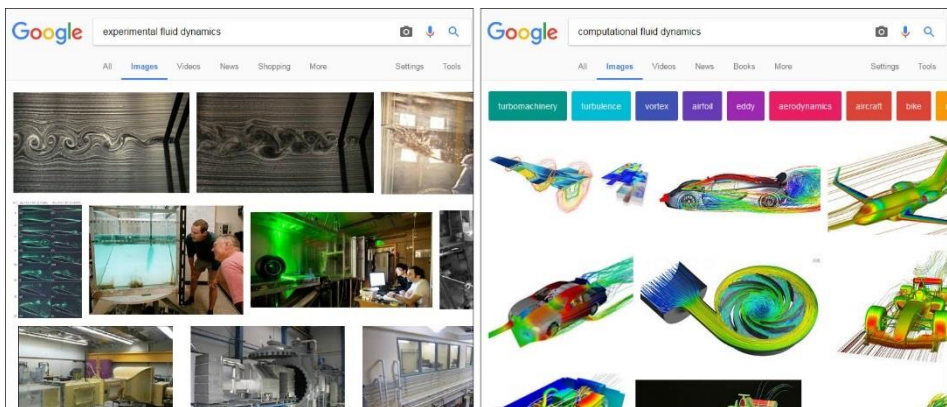 Google experimental fluid dynamics
All Images Videos News Shopping More Settings Tools
Google computational fluid dynamics
All Images Videos News Books More Settings Tools
turbomachinery turbulence vortex airfoil eddy aerodynamics aircraft bike